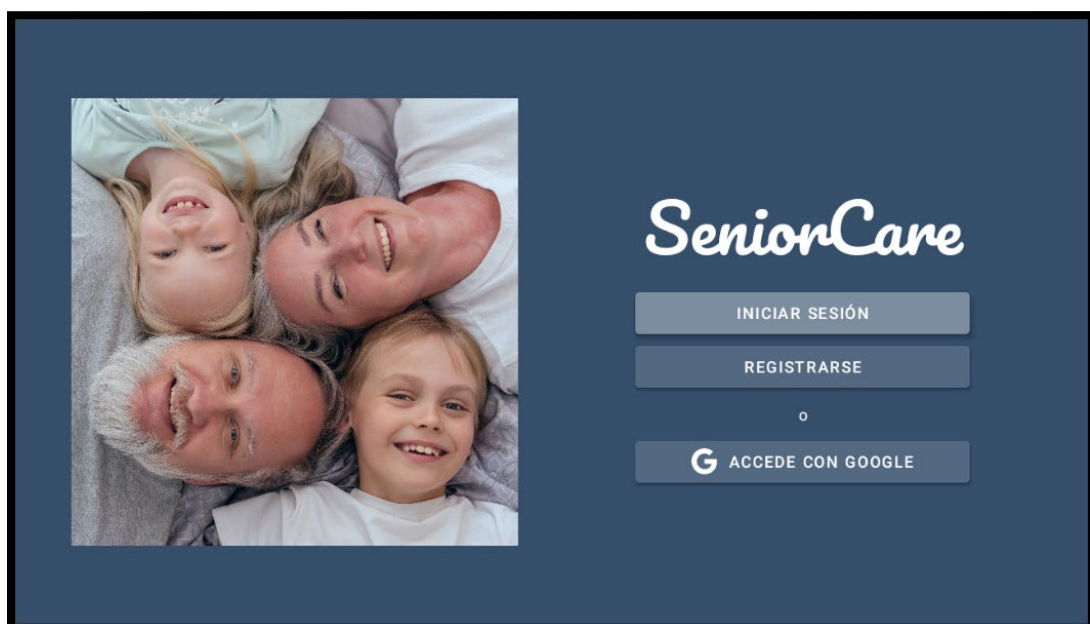 SeniorCare
INICIAR SESIÓN
REGISTRARSE
o
ACCEDE CON GOOGLE